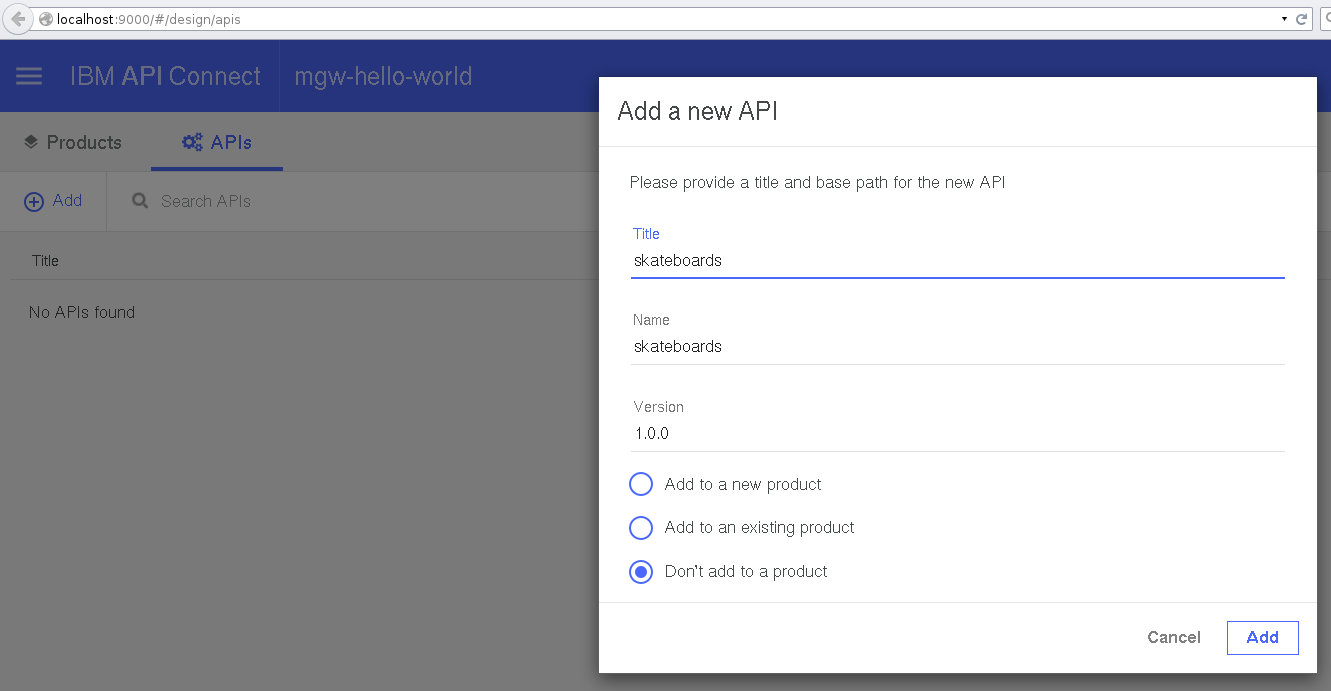 localhost:9000/#/design/apis
IBM API Connect
mgw-hello-world
Products
APIs
Add
Search APIs
Title
No APIs found
Add a new API
Please provide a title and base path for the new API
Title
skateboards
Name
skateboards
Version
1.0.0
Add to a new product
Add to an existing product
Don't add to a product
Cancel
Add